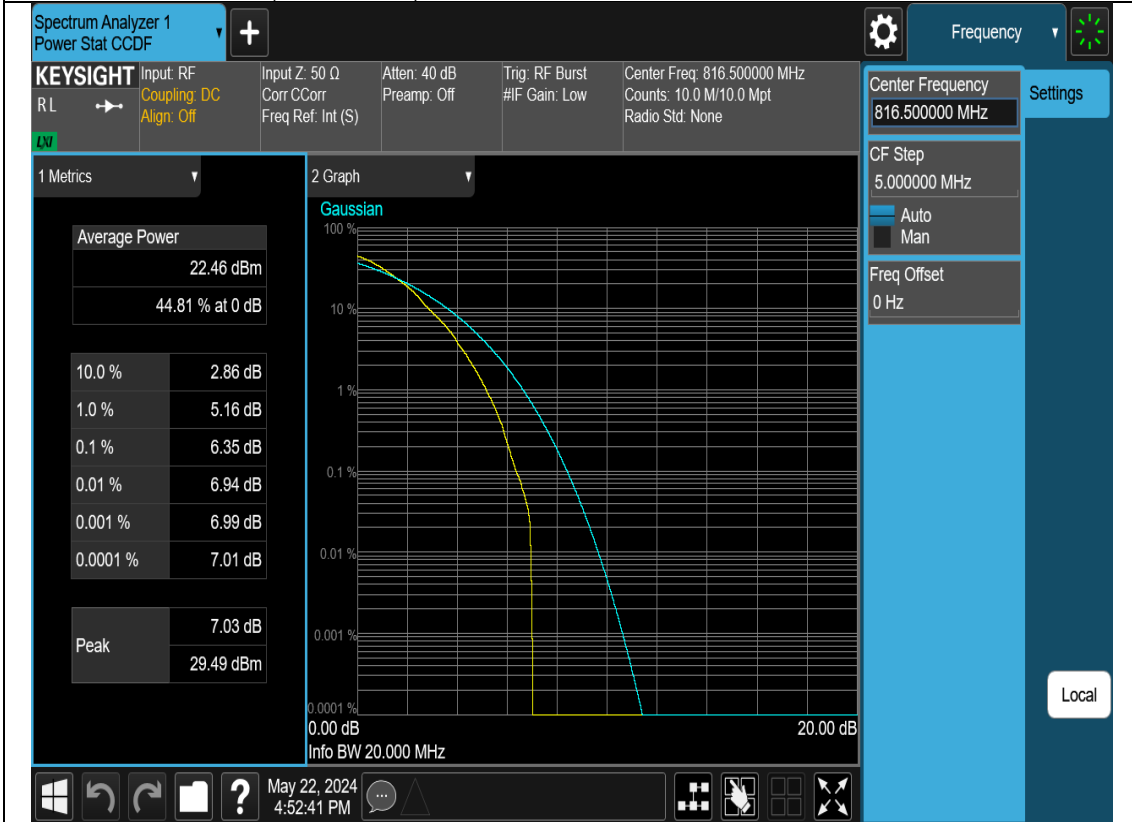 Spectrum Analyzer 1
Power Stat CCDF
+
Frequency
KEYSIGHT
RL
LXI
Input: RF
Coupling: DC
Align: Off
Input Z: 50 Ω
Corr CCorr
Freq Ref: Int (S)
Atten: 40 dB
Preamp: Off
Trig: RF Burst
#IF Gain: Low
Center Freq: 816.500000 MHz
Counts: 10.0 M/10.0 Mpt
Radio Std: None
Center Frequency
816.500000 MHz
Settings
CF Step
5.000000 MHz
Auto
Man
Freq Offset
0 Hz
1 Metrics
Average Power
22.46 dBm
44.81 % at 0 dB
10.0 % 2.86 dB
1.0 % 5.16 dB
0.1 % 6.35 dB
0.01 % 6.94 dB
0.001 % 6.99 dB
0.0001 % 7.01 dB
Peak
7.03 dB
29.49 dBm
2 Graph
Gaussian
100 %
10 %
1 %
0.1 %
0.01 %
0.001 %
0.0001 %
0.00 dB 20.00 dB
Info BW 20.000 MHz
Local
?
May 22, 2024
4:52:41 PM